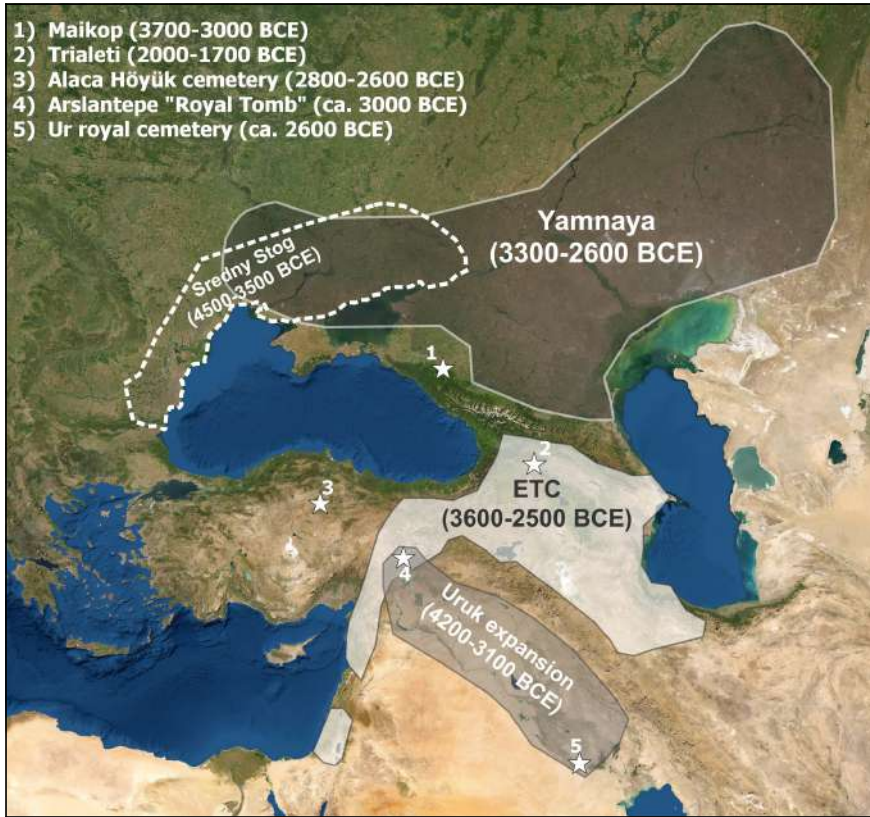 1) Maikop (3700-3000 BCE)
2) Trialeti (2000-1700 BCE)
3) Alaca Höyük cemetery (2800-2600 BCE)
4) Arslantepe "Royal Tomb" (ca. 3000 BCE)
5) Ur royal cemetery (ca. 2600 BCE)
Yamnaya
(3300-2600 BCE)
Sredny Stog
(4500-3500 BCE)
1
2
ETC
(3600-2500 BCE)
3
4
Uruk expansion
(4200-3100 BCE)
5